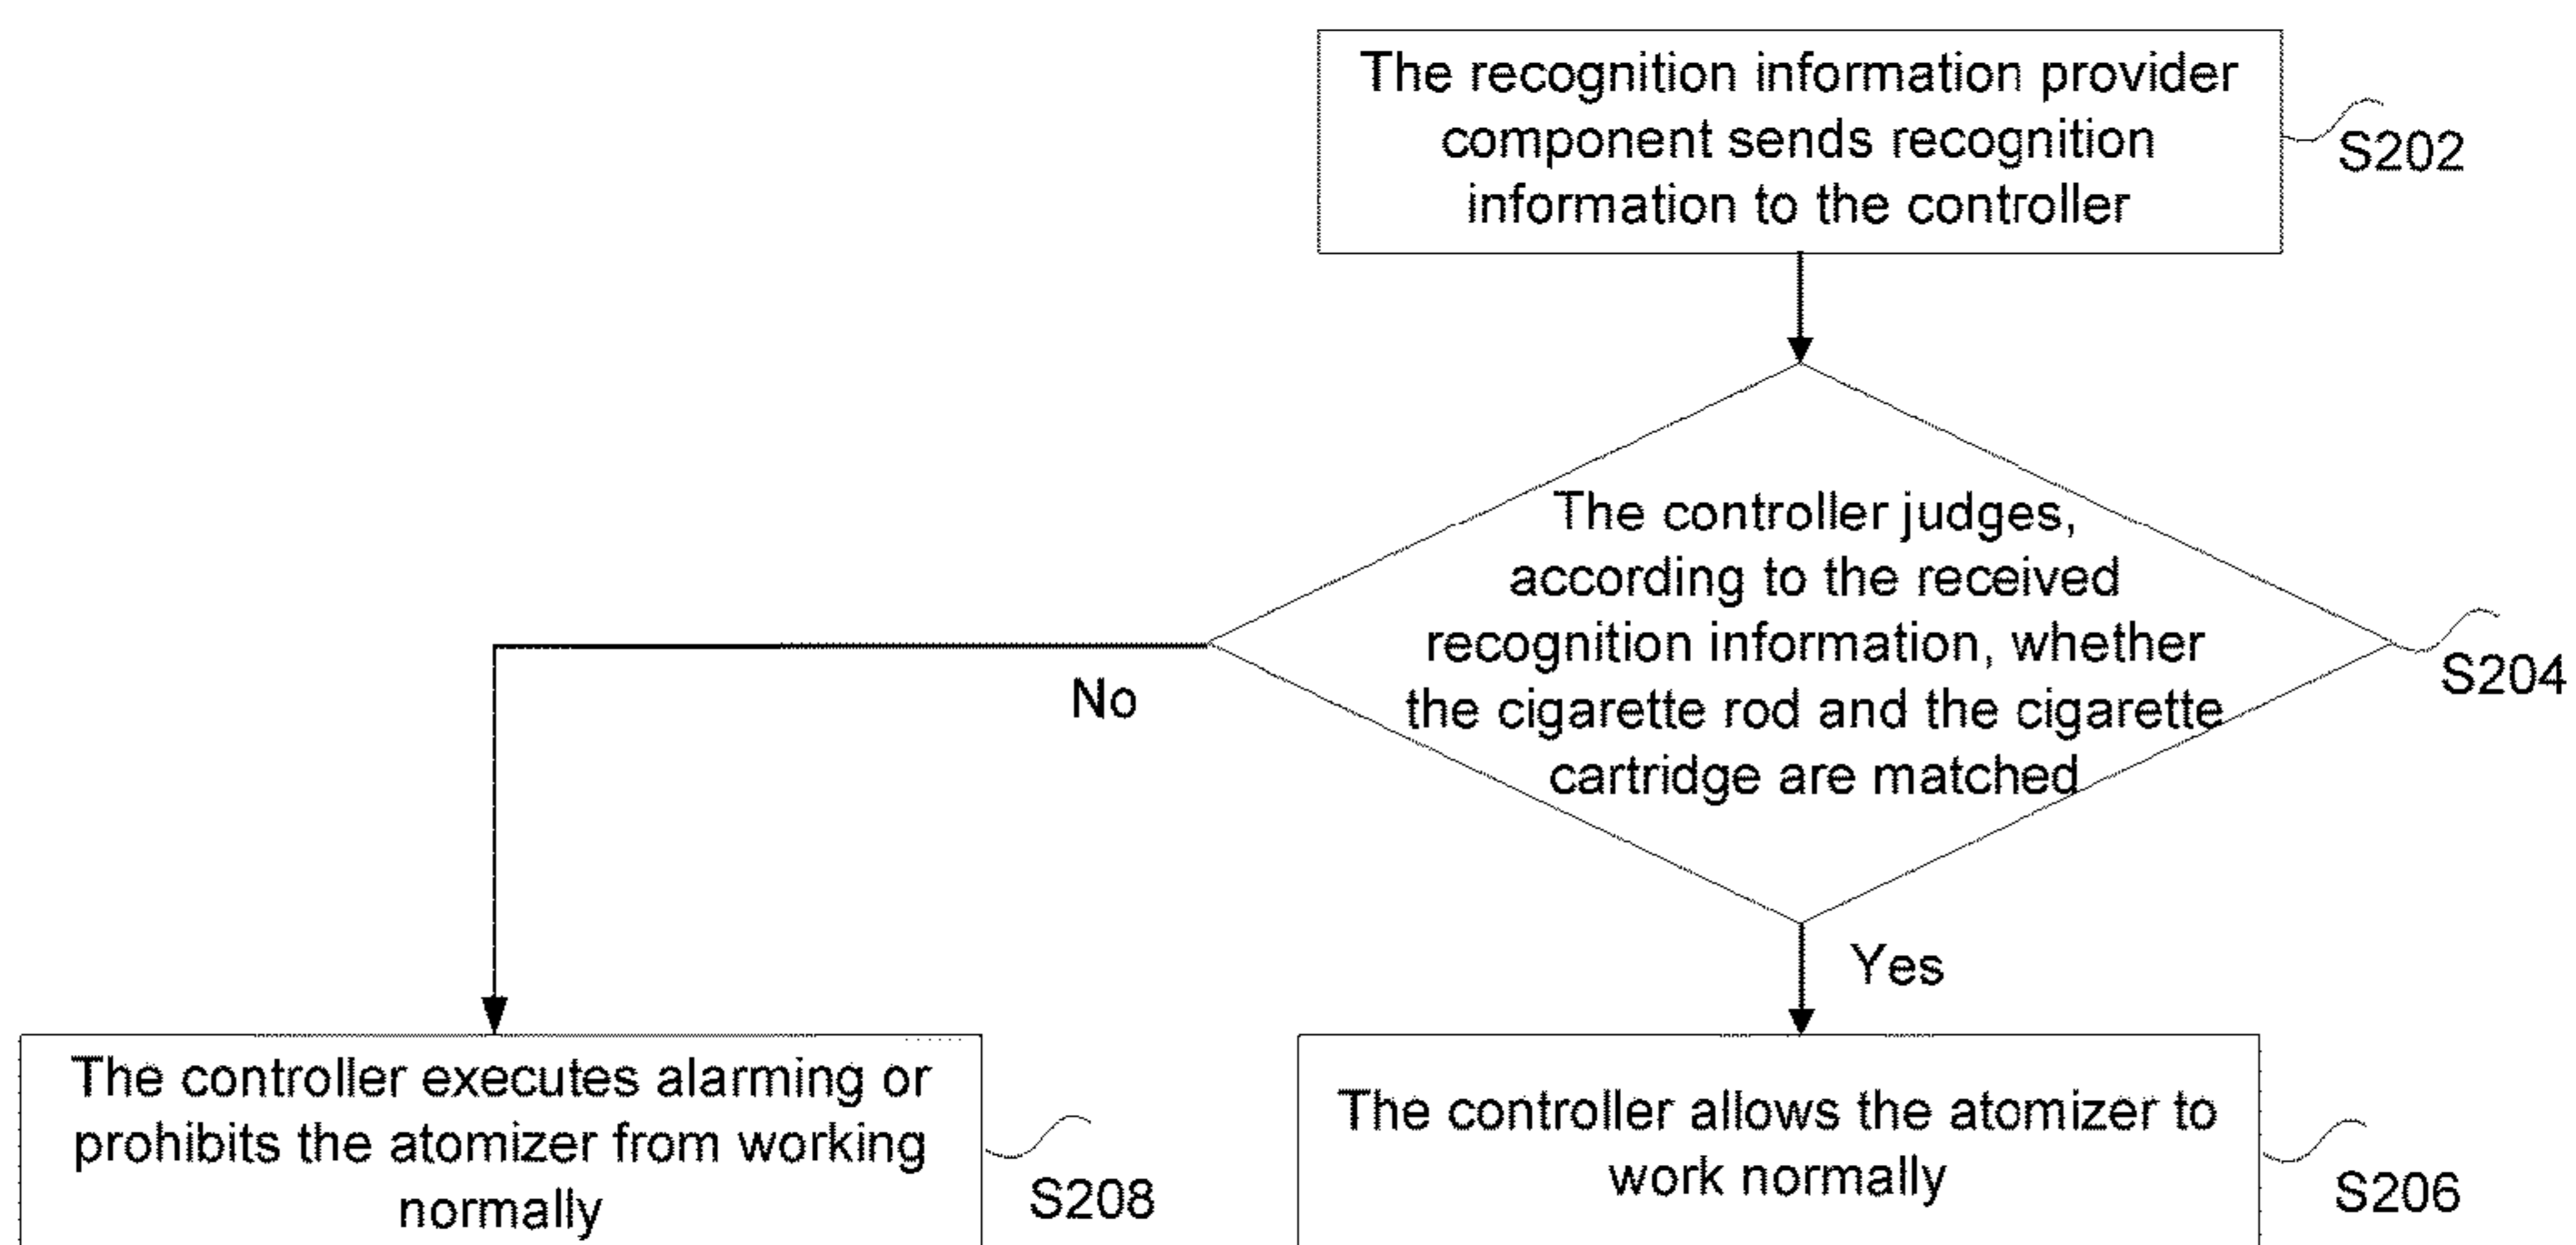 The recognition information provider
component sends recognition
information to the controller
S202
The controller judges,
according to the received
recognition information, whether
the cigarette rod and the cigarette
cartridge are matched
S204
No
Yes
The controller executes alarming or
prohibits the atomizer from working
normally
S208
The controller allows the atomizer to
work normally
S206